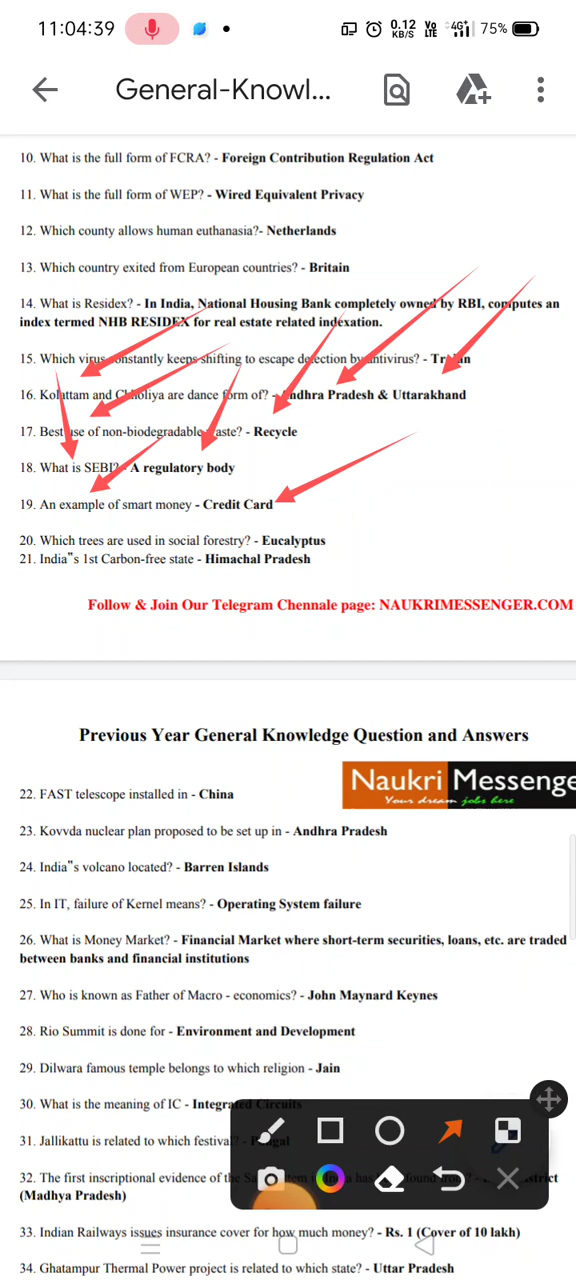 11:04:39
0.12 KB/S
Vo LTE
4G+
75%
General-Knowl...
10. What is the full form of FCRA? - Foreign Contribution Regulation Act
11. What is the full form of WEP? - Wired Equivalent Privacy
12. Which county allows human euthanasia?- Netherlands
13. Which country exited from European countries? - Britain
14. What is Residex? - In India, National Housing Bank completely owned by RBI, computes an
index termed NHB RESIDEX for real estate related indexation.
15. Which virus constantly keeps shifting to escape detection by antivirus? - Trojan
16. Kolattam and Chholiya are dance form of? - Andhra Pradesh & Uttarakhand
17. Best use of non-biodegradable waste? - Recycle
18. What is SEBI? - A regulatory body
19. An example of smart money - Credit Card
20. Which trees are used in social forestry? - Eucalyptus
21. India"s 1st Carbon-free state - Himachal Pradesh
Follow & Join Our Telegram Chennale page: NAUKRIMESSENGER.COM
Previous Year General Knowledge Question and Answers
Naukri Messenge
Your dream jobs here
22. FAST telescope installed in - China
23. Kovvda nuclear plan proposed to be set up in - Andhra Pradesh
24. India"s volcano located? - Barren Islands
25. In IT, failure of Kernel means? - Operating System failure
26. What is Money Market? - Financial Market where short-term securities, loans, etc. are traded
between banks and financial institutions
27. Who is known as Father of Macro - economics? - John Maynard Keynes
28. Rio Summit is done for - Environment and Development
29. Dilwara famous temple belongs to which religion - Jain
30. What is the meaning of IC - Integrated Circuits
31. Jallikattu is related to which festival? - Pongal
32. The first inscriptional evidence of the
(Madhya Pradesh)
33. Indian Railways issues insurance cover for how much money? - Rs. 1 (Cover of 10 lakh)
34. Ghatampur Thermal Power project is related to which state? - Uttar Pradesh